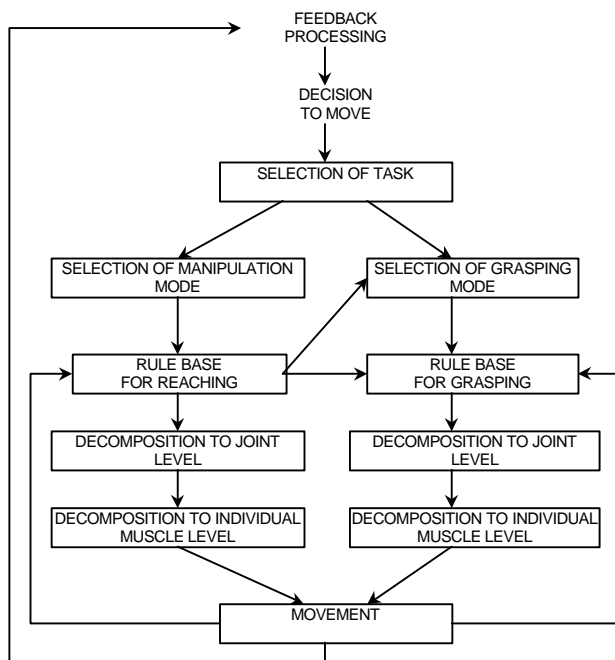 FEEDBACK
PROCESSING
DECISION
TO MOVE
SELECTION OF TASK
SELECTION OF MANIPULATION
MODE
SELECTION OF GRASPING
MODE
RULE BASE
FOR REACHING
RULE BASE
FOR GRASPING
DECOMPOSITION TO JOINT
LEVEL
DECOMPOSITION TO JOINT
LEVEL
DECOMPOSITION TO INDIVIDUAL
MUSCLE LEVEL
DECOMPOSITION TO INDIVIDUAL
MUSCLE LEVEL
MOVEMENT